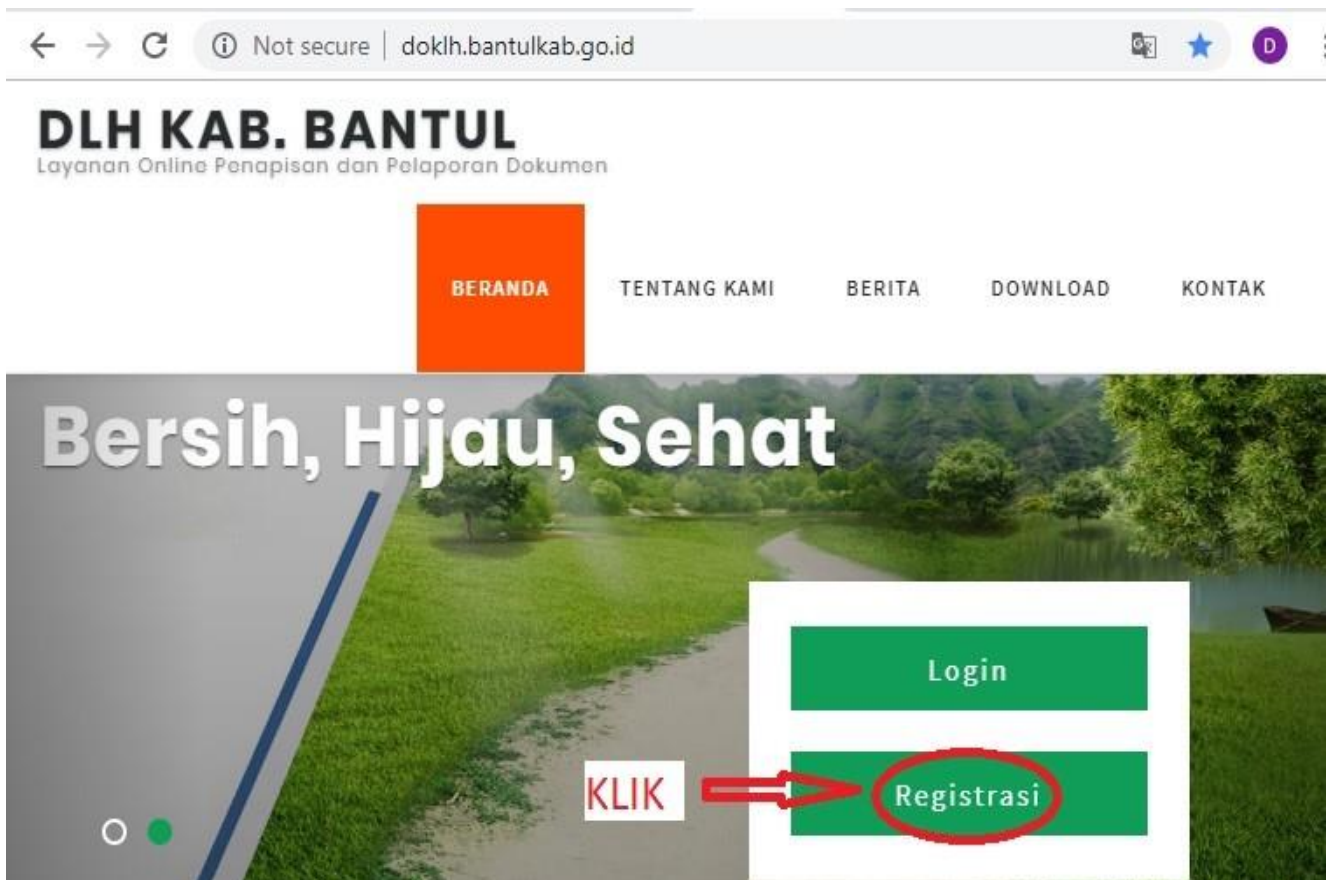 Not secure | doklh.bantulkab.go.id
D
DLH KAB. BANTUL
Layanan Online Penapisan dan Pelaporan Dokumen
BERANDA TENTANG KAMI BERITA DOWNLOAD KONTAK
Bersih, Hijau, Sehat
Login
KLIK Registrasi